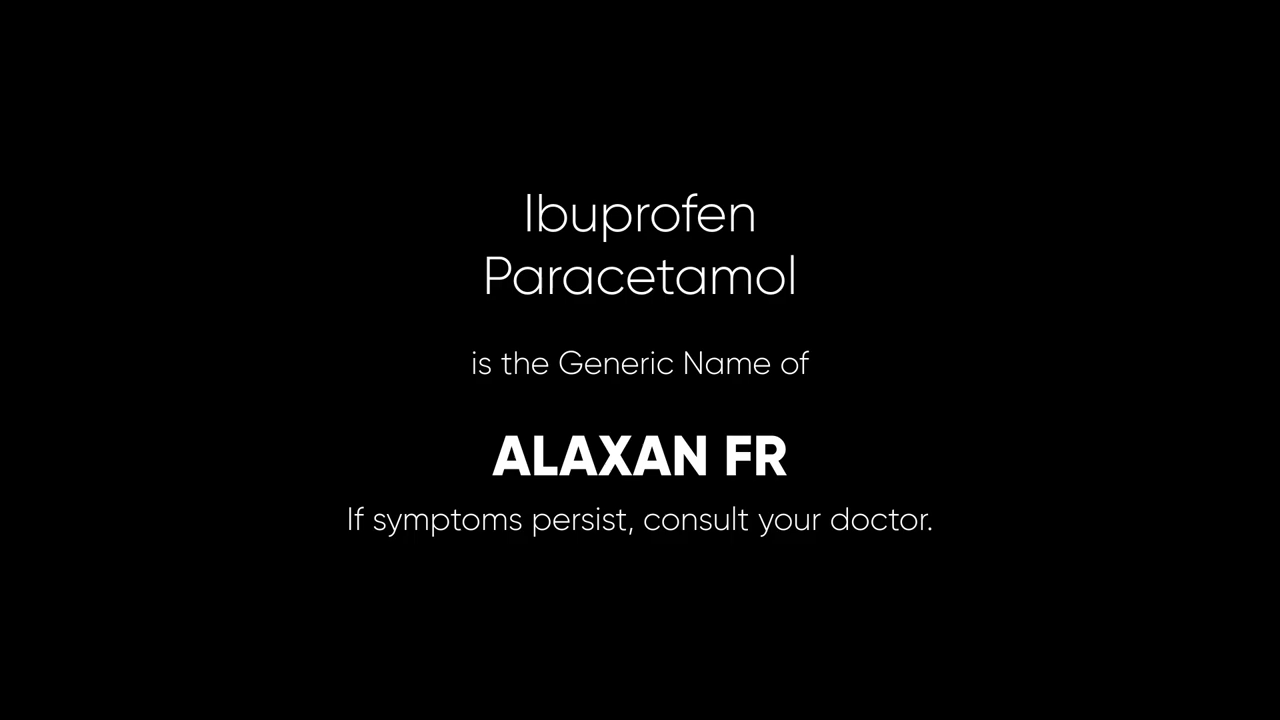 Ibuprofen
Paracetamol
is the Generic Name of
ALAXAN FR
If symptoms persist, consult your doctor.